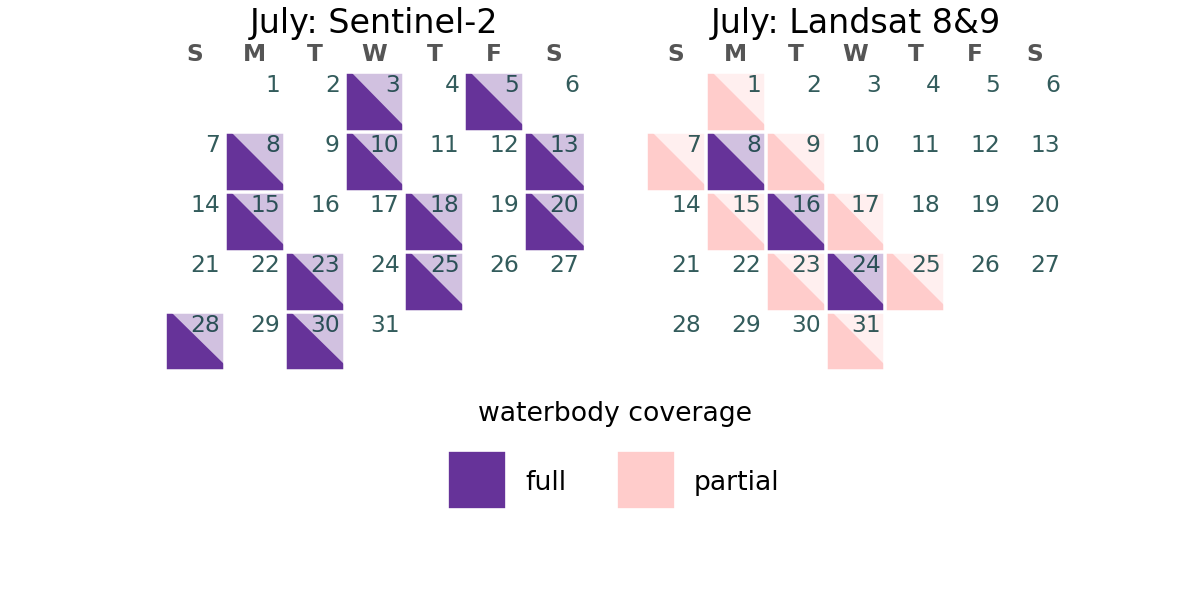 July: Sentinel-2
S M T W T F S
1 2 3 4 5 6
7 8 9 10 11 12 13
14 15 16 17 18 19 20
21 22 23 24 25 26 27
28 29 30 31
July: Landsat 8&9
S M T W T F S
1 2 3 4 5 6
7 8 9 10 11 12 13
14 15 16 17 18 19 20
21 22 23 24 25 26 27
28 29 30 31
waterbody coverage
full
partial